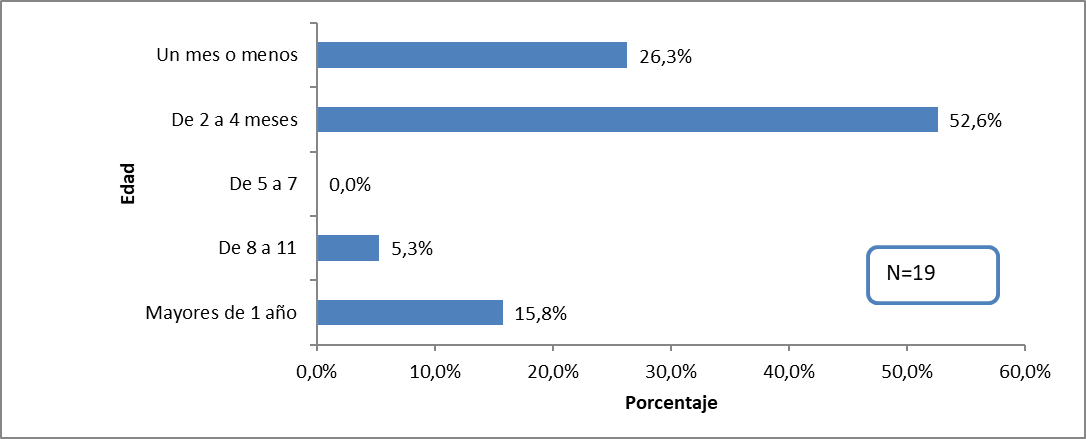 Edad
Un mes o menos
26,3%
De 2 a 4 meses
52,6%
De 5 a 7
0,0%
De 8 a 11
5,3%
Mayores de 1 año
15,8%
N=19
0,0%
10,0%
20,0%
30,0%
40,0%
50,0%
60,0%
Porcentaje